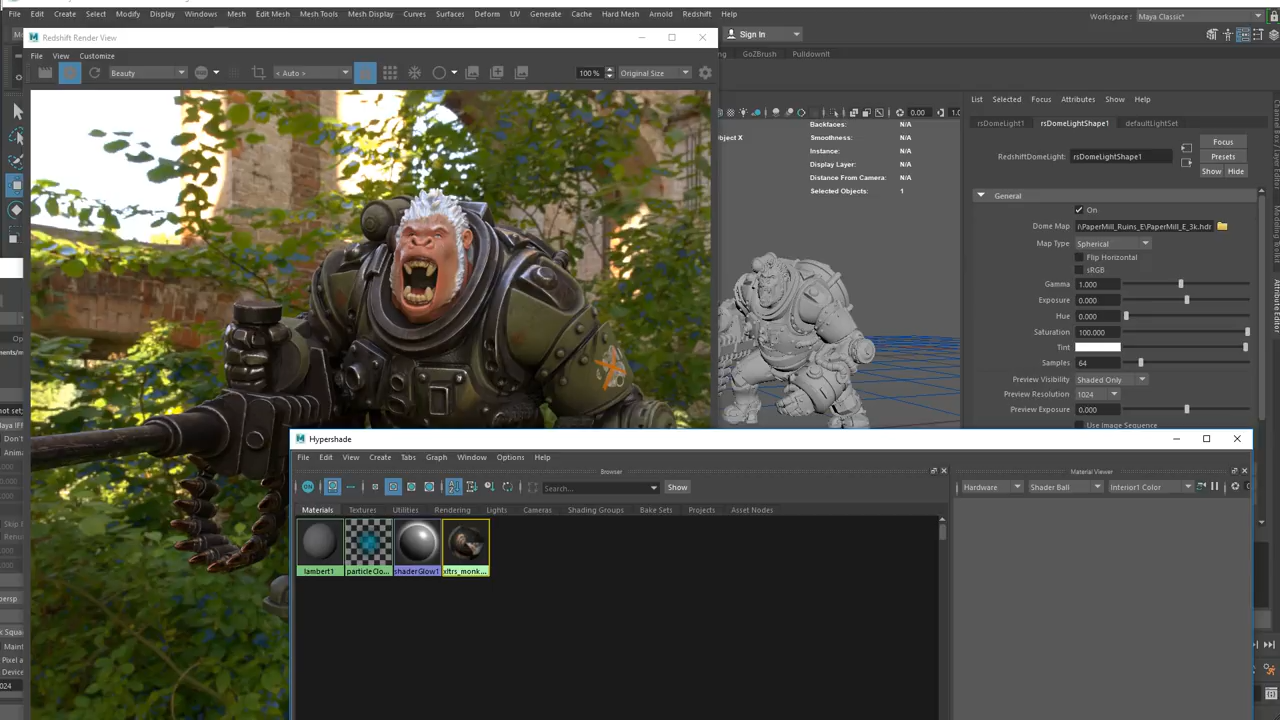 File Create Select Modify Display Windows Mesh Edit Mesh Mesh Tools Mesh Display Curves Surfaces Deform UV Generate Cache Hard Mesh Arnold Redshift Help
Workspace : Maya Classic*
Redshift Render View
Sign In
File View Customize
GoZBrush PulldownIt
Beauty < Auto > 100 % Original Size
List Selected Focus Attributes Show Help
0.00
Backfaces: N/A
Smoothness: N/A
Instance: N/A
Display Layer: N/A
Distance From Camera: N/A
Selected Objects: 1
rsDomeLight1 rsDomeLightShape1 defaultLightSet
Focus
RedshiftDomeLight: rsDomeLightShape1
Presets
Show Hide
General
On
Dome Map i\PaperMill_Ruins_E\PaperMill_E_3k.hdr
Map Type Spherical
Flip Horizontal
sRGB
Gamma 1.000
Exposure 0.000
Hue 0.000
Saturation 100.000
Tint
Samples 64
Preview Visibility Shaded Only
Preview Resolution 1024
Preview Exposure 0.000
Use Image Sequence
Attribute Editor
Hypershade
File Edit View Create Tabs Graph Window Options Help
Browser
Material Viewer
Search... Show
Hardware Shader Ball Interior1 Color
Materials Textures Utilities Rendering Lights Cameras Shading Groups Bake Sets Projects Asset Nodes
lambert1 particleClo... shaderGlow1 xltrs_monk...